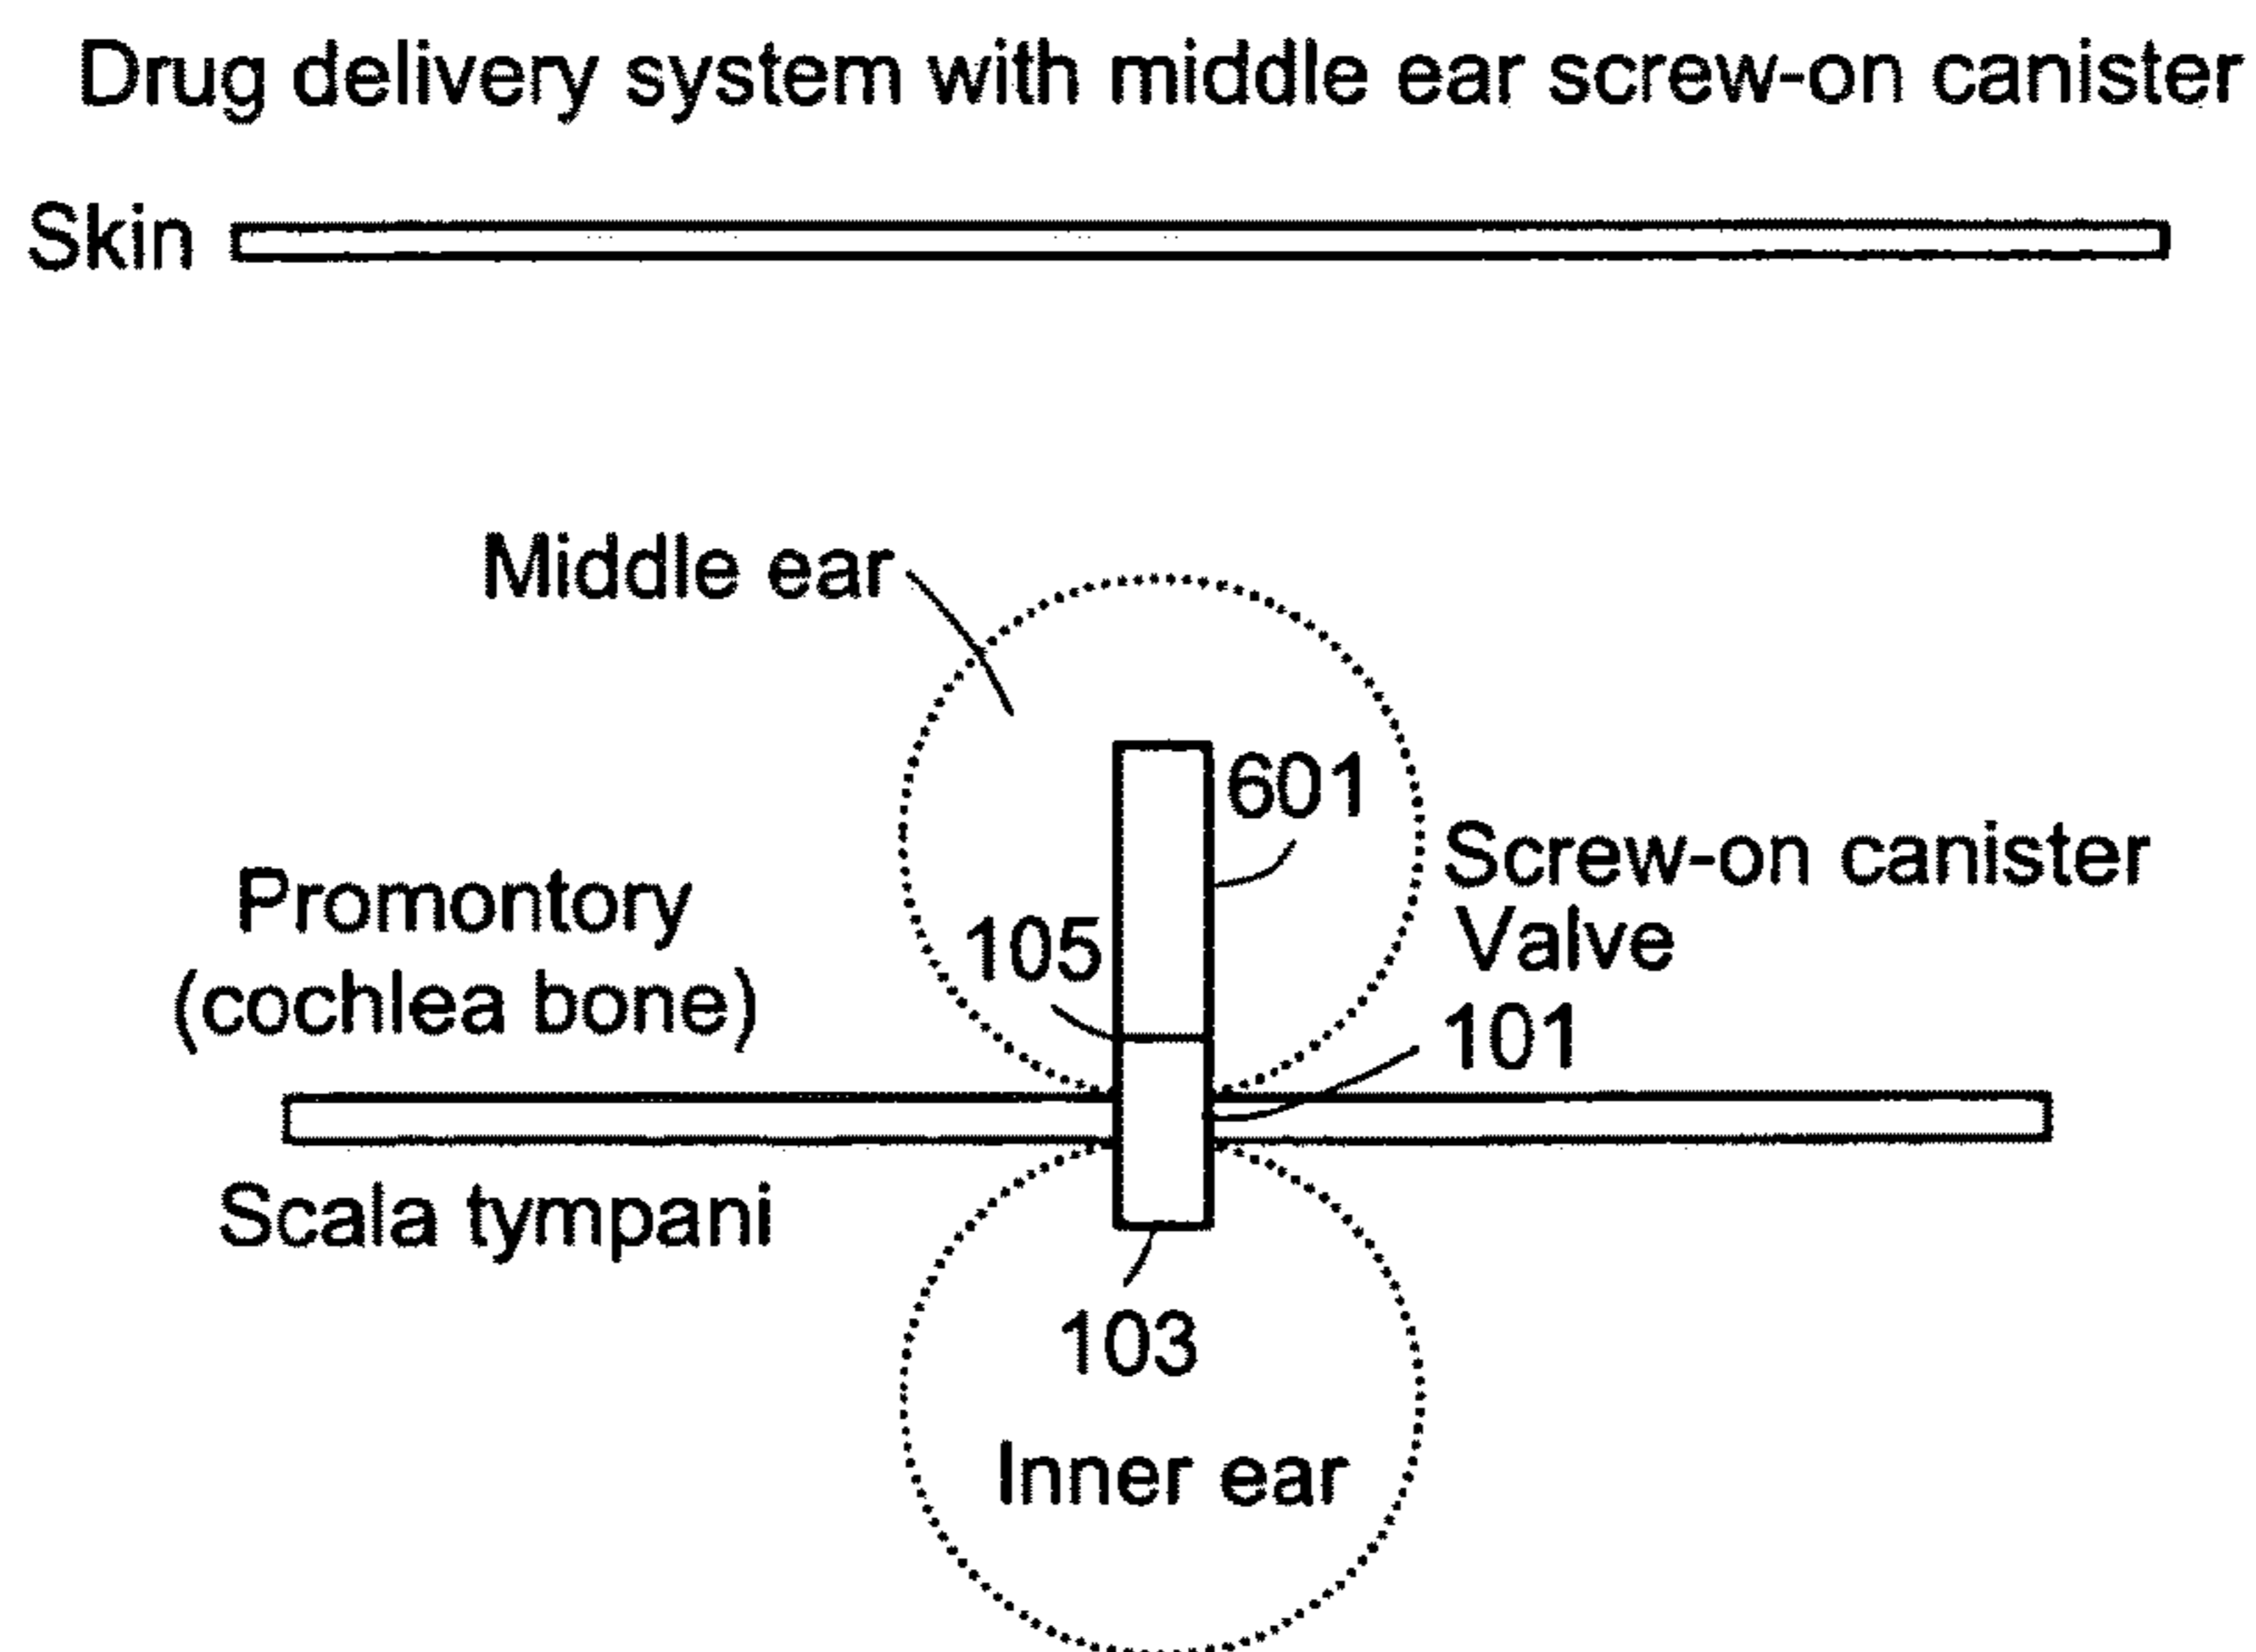 Drug delivery system with middle ear screw-on canister
Skin
Middle ear
601
Screw-on canister
Valve
105
101
Promontory
(cochlea bone)
Scala tympani
103
Inner ear